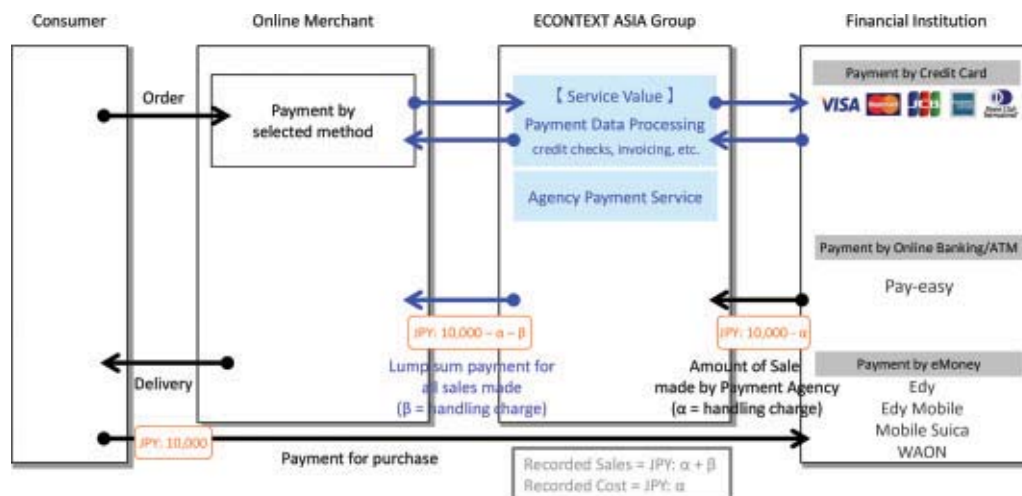 Consumer
Online Merchant
ECONTEXT ASIA Group
Financial Institution
Order
Payment by
selected method
【 Service Value 】
Payment Data Processing
credit checks, invoicing, etc.
Agency Payment Service
Payment by Credit Card
VISA
MasterCard
JCB
Payment by Online Banking/ATM
Pay-easy
JPY: 10,000 – α – β
JPY: 10,000 - α
Delivery
Lump sum payment for
all sales made
(β = handling charge)
Amount of Sale
made by Payment Agency
(α = handling charge)
Payment by eMoney
Edy
Edy Mobile
Mobile Suica
WAON
JPY: 10,000
Payment for purchase
Recorded Sales = JPY: α + β
Recorded Cost = JPY: α